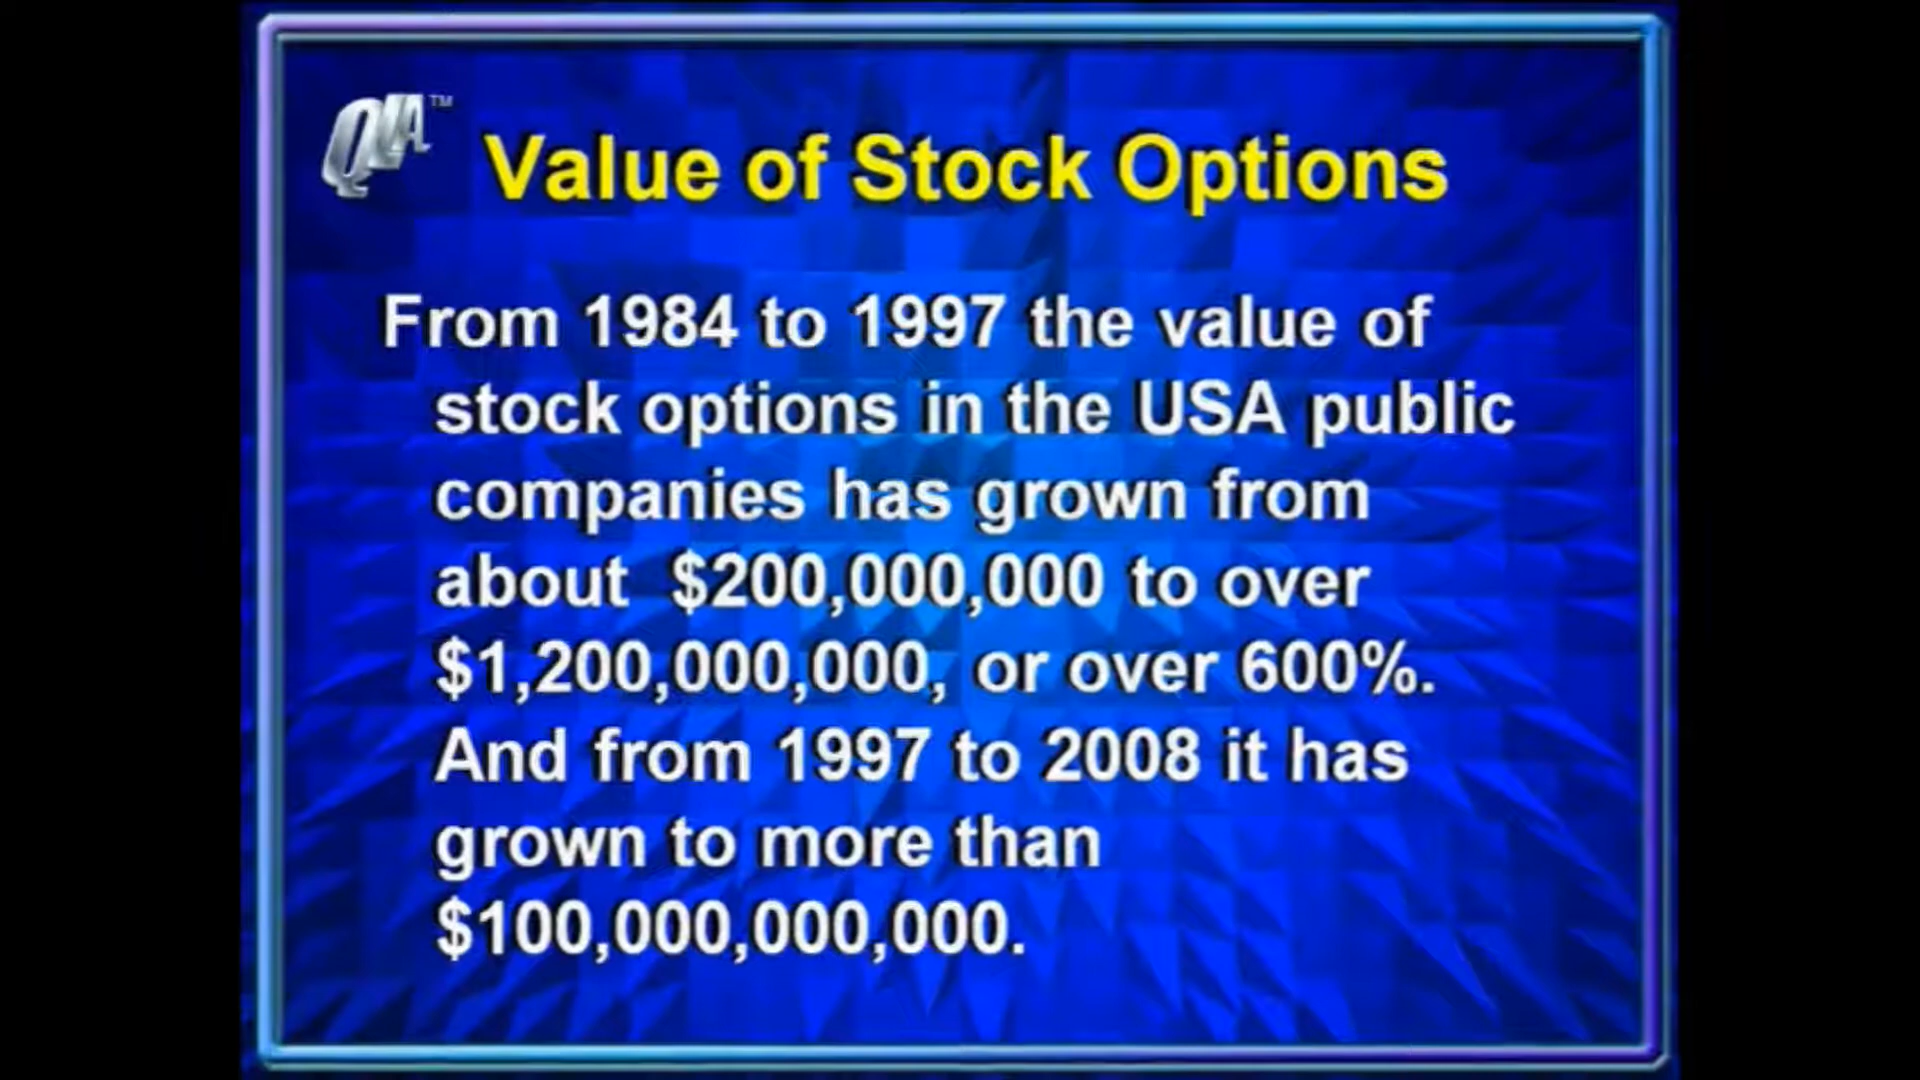 QLA™
Value of Stock Options
From 1984 to 1997 the value of
stock options in the USA public
companies has grown from
about $200,000,000 to over
$1,200,000,000, or over 600%.
And from 1997 to 2008 it has
grown to more than
$100,000,000,000.